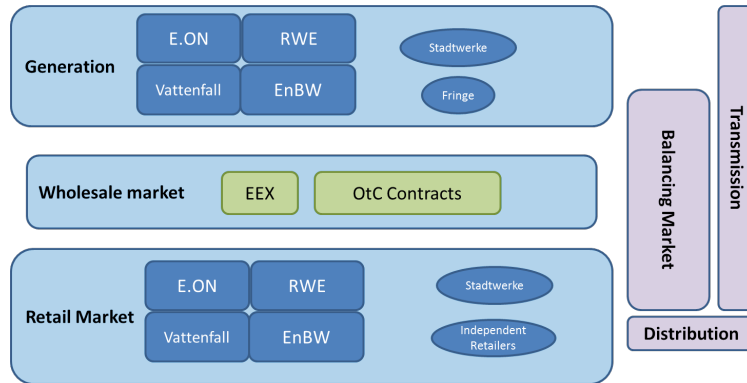 E.ON
RWE
Stadtwerke
Generation
Vattenfall
EnBW
Fringe
Wholesale market
EEX
OtC Contracts
E.ON
RWE
Stadtwerke
Retail Market
Vattenfall
EnBW
Independent
Retailers
Balancing Market
Transmission
Distribution